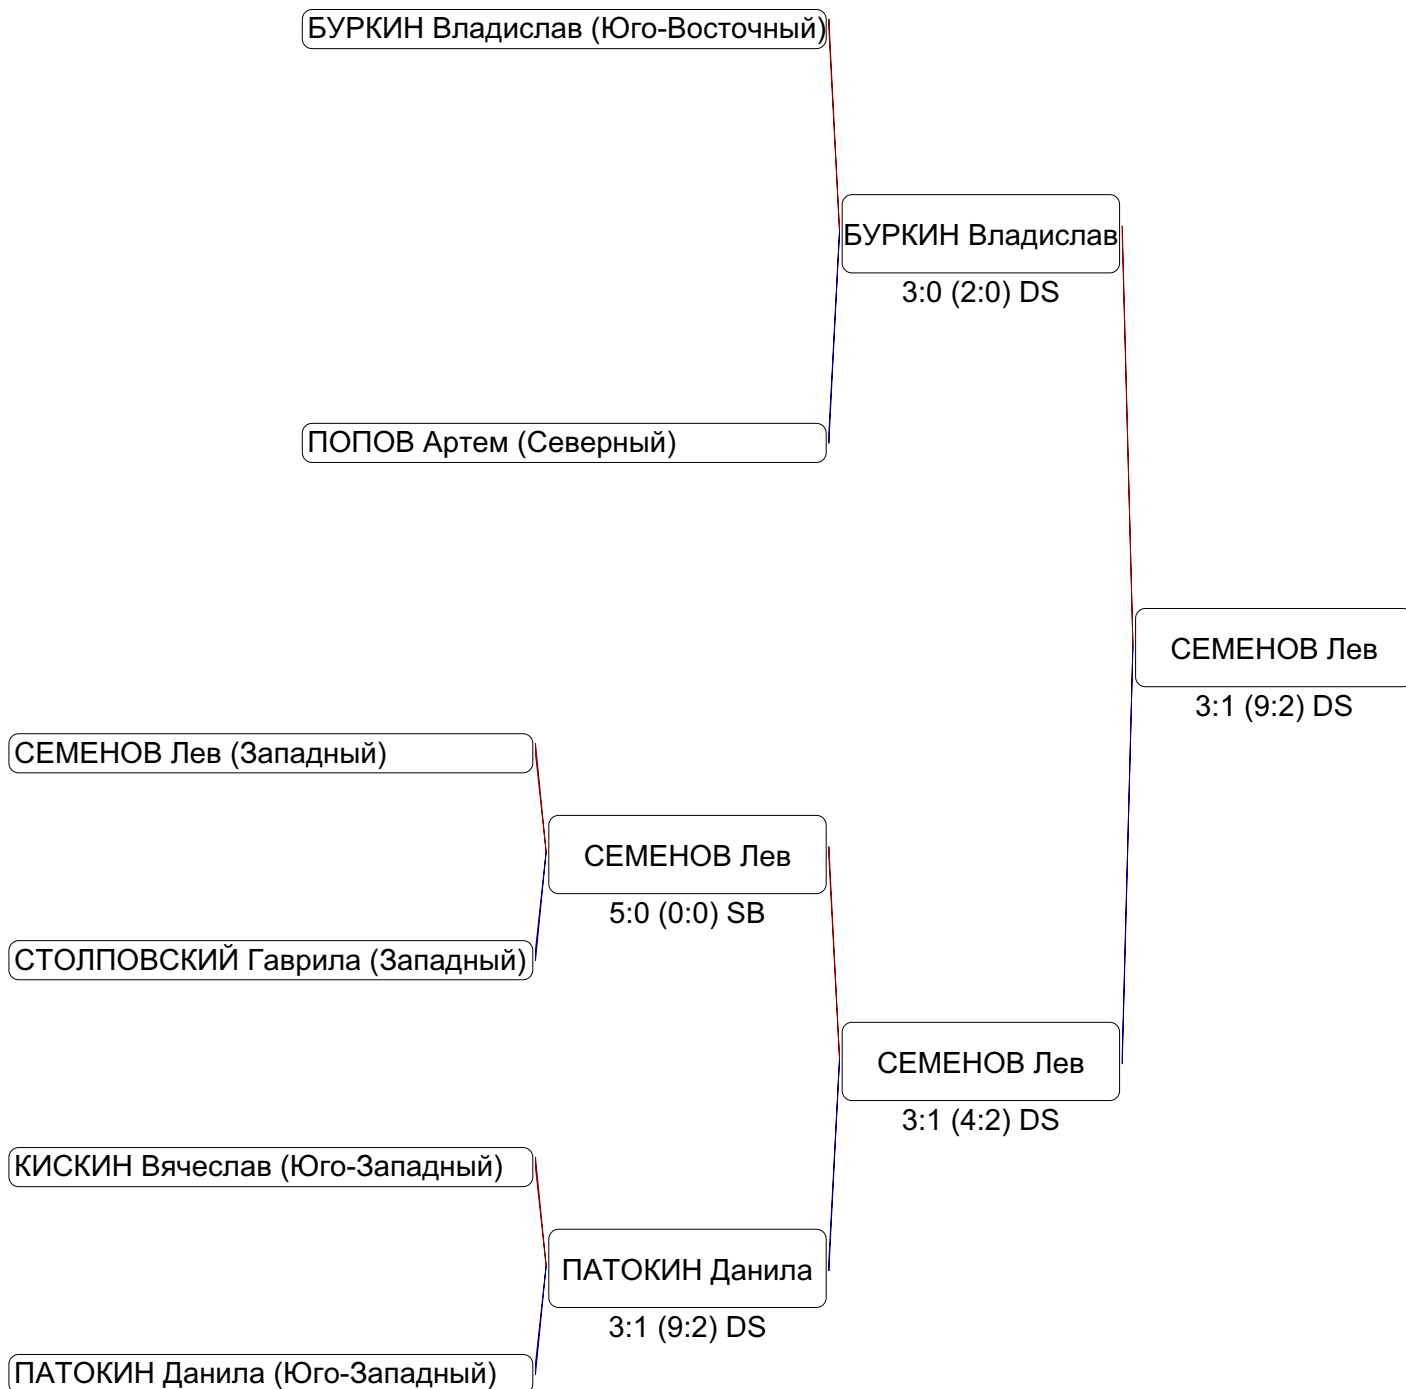 БУРКИН Владислав (Юго-Восточный)
БУРКИН Владислав
3:0 (2:0) DS
ПОПОВ Артем (Северный)
СЕМЕНОВ Лев
3:1 (9:2) DS
СЕМЕНОВ Лев (Западный)
СЕМЕНОВ Лев
5:0 (0:0) SB
СТОЛПОВСКИЙ Гаврила (Западный)
СЕМЕНОВ Лев
3:1 (4:2) DS
КИСКИН Вячеслав (Юго-Западный)
ПАТОКИН Данила
3:1 (9:2) DS
ПАТОКИН Данила (Юго-Западный)